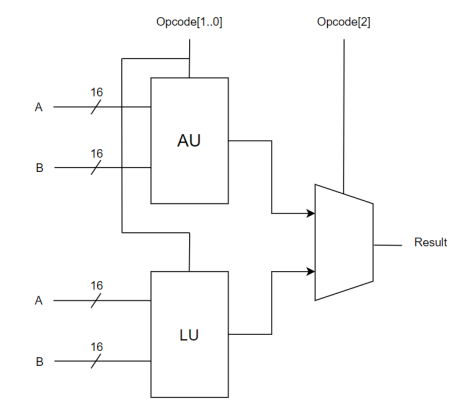 Opcode[1..0]
Opcode[2]
16
A
AU
16
B
Result
16
A
LU
16
B